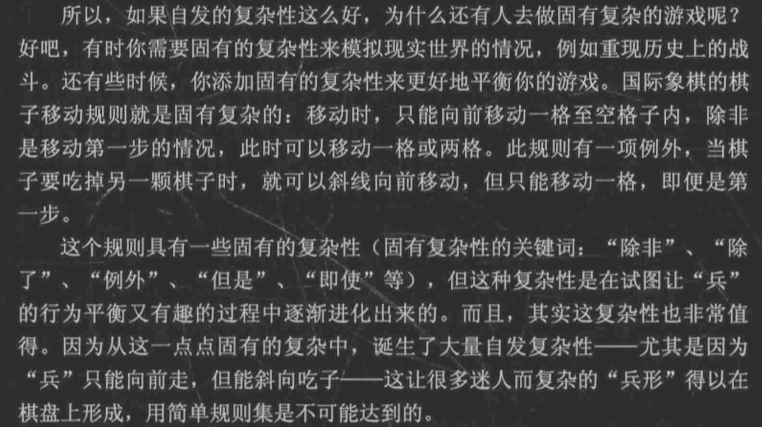 所以，如果自发的复杂性这么好，为什么还有人去做固有复杂的游戏呢？
好吧，有时你需要固有的复杂性来模拟现实世界的情况，例如重现历史上的战
斗。还有些时候，你添加固有的复杂性来更好地平衡你的游戏。国际象棋的棋
子移动规则就是固有复杂的：移动时，只能向前移动一格至空格子内，除非
是移动第一步的情况，此时可以移动一格或两格。此规则有一项例外，当棋
子要吃掉另一颗棋子时，就可以斜线向前移动，但只能移动一格，即便是第
一步。
这个规则具有一些固有的复杂性（固有复杂性的关键词：“除非”、“除
了”、“例外”、“但是”、“即使”等），但这种复杂性是在试图让“兵”
的行为平衡又有趣的过程中逐渐进化出来的。而且，其实这复杂性也非常值
得。因为从这一点点固有的复杂中，诞生了大量自发复杂性——尤其是因为
“兵”只能向前走，但能斜向吃子——这让很多迷人而复杂的“兵形”得以在
棋盘上形成，用简单规则集是不可能达到的。